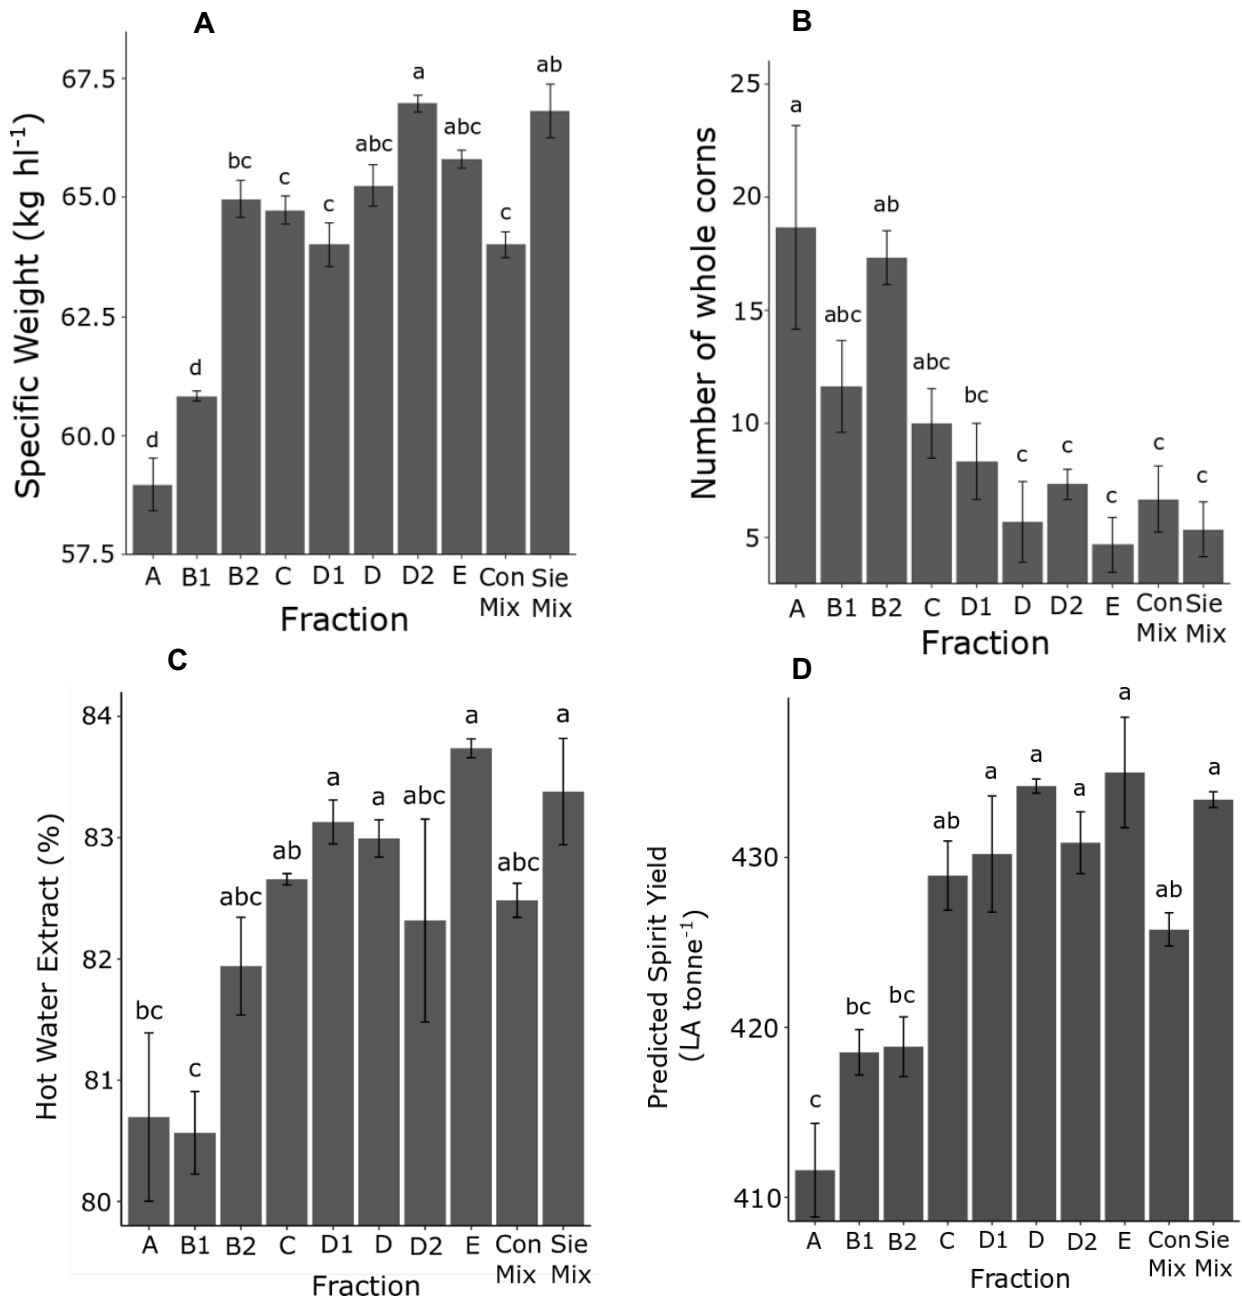 A
Specific Weight (kg hl-1)
67.5
65.0
62.5
60.0
57.5
d
d
bc
c
c
abc
a
abc
c
ab
A B1 B2 C D1 D D2 E Con Sie
Mix Mix
Fraction
B
Number of whole corns
25
20
15
10
5
a
abc
ab
abc
bc
c
c
c
c
c
A B1 B2 C D1 D D2 E Con Sie
Mix Mix
Fraction
C
Hot Water Extract (%)
84
83
82
81
80
bc
c
abc
ab
a
a
abc
a
abc
a
A B1 B2 C D1 D D2 E Con Sie
Mix Mix
Fraction
D
Predicted Spirit Yield
(LA tonne-1)
430
420
410
c
bc
bc
ab
a
a
a
a
ab
a
A B1 B2 C D1 D D2 E Con Sie
Mix Mix
Fraction